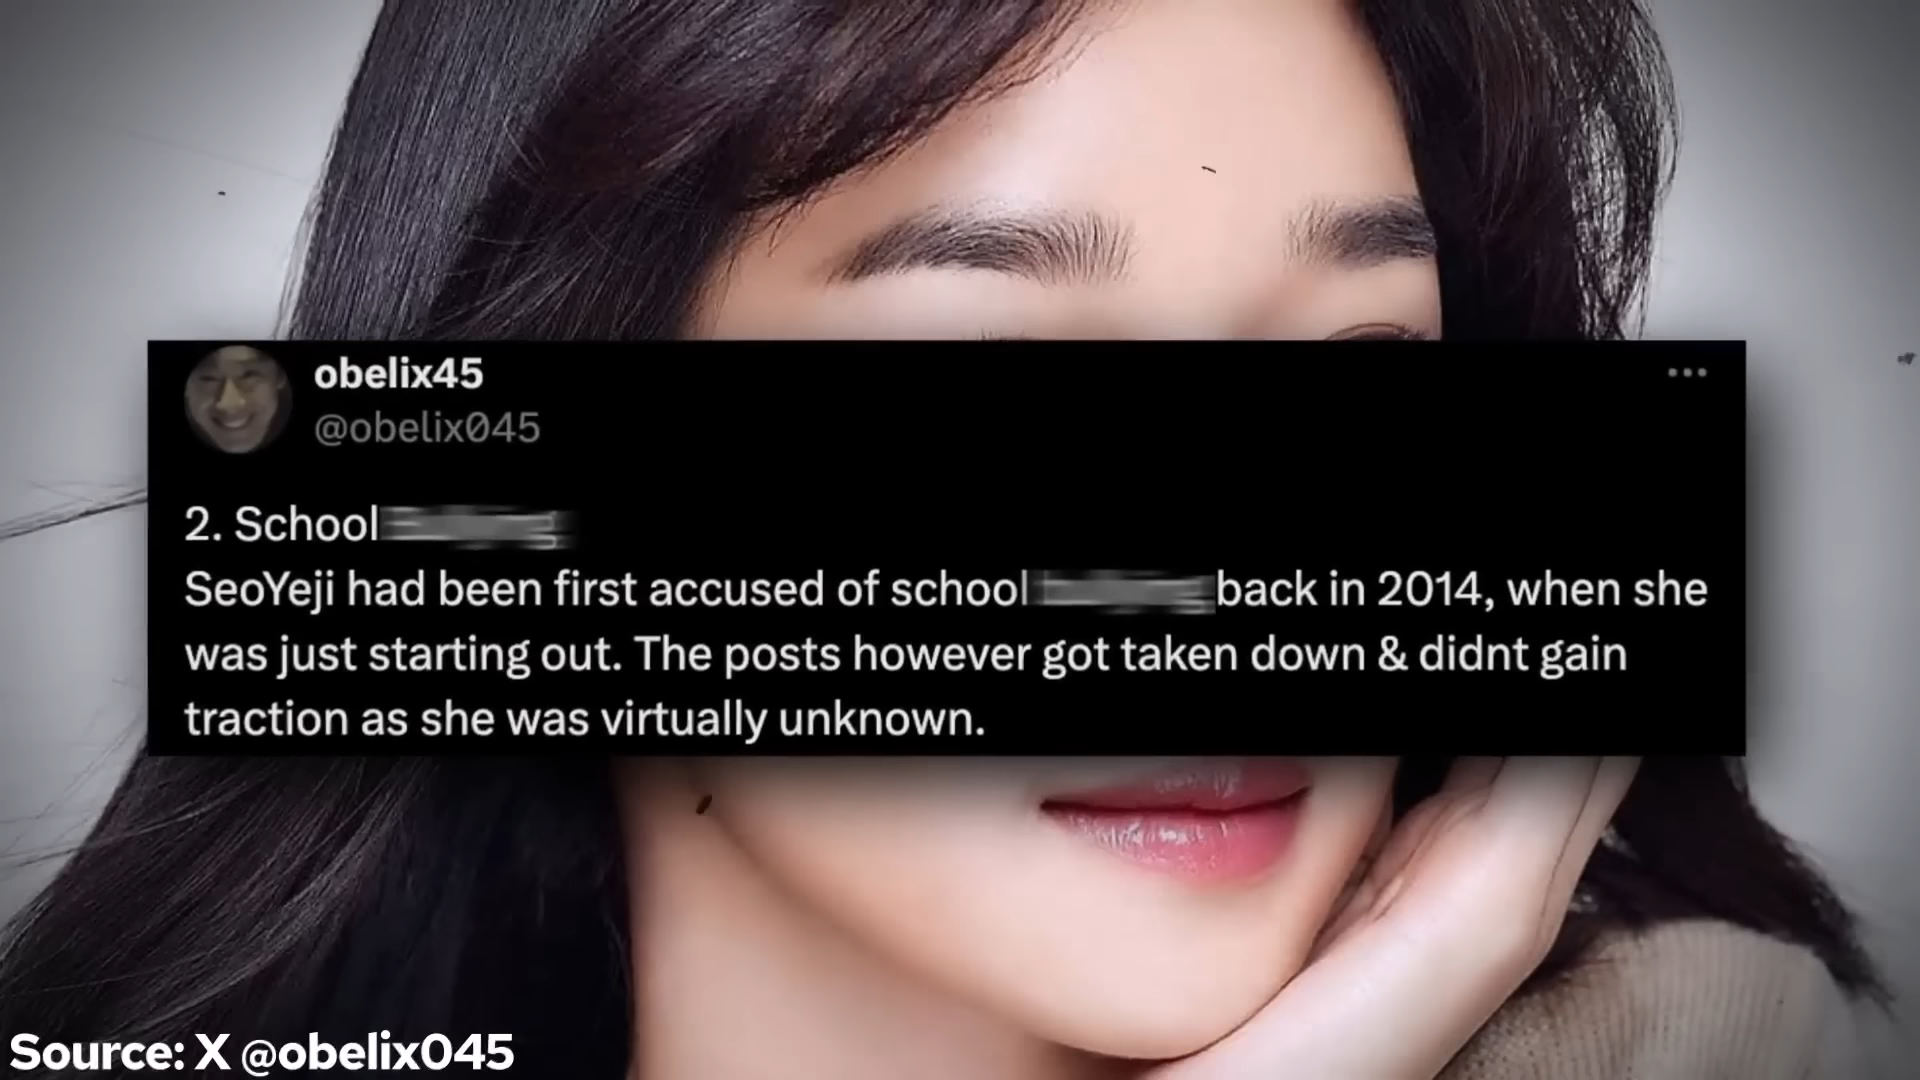 obelix45
@obelix045
2. School
SeoYeji had been first accused of school back in 2014, when she
was just starting out. The posts however got taken down & didnt gain
traction as she was virtually unknown.
Source: X @obelix045